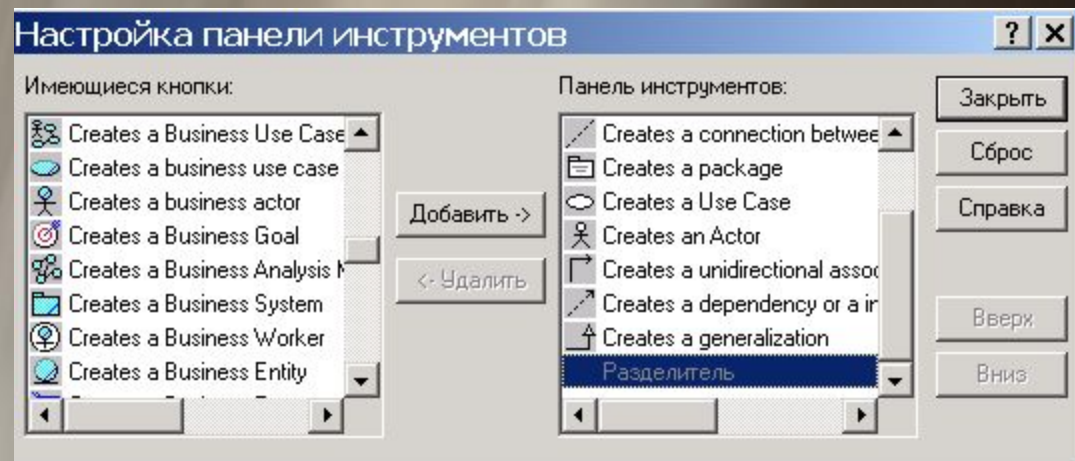 Настройка панели инструментов
Имеющиеся кнопки:
Creates a Business Use Case
Creates a business use case
Creates a business actor
Creates a Business Goal
Creates a Business Analysis
Creates a Business System
Creates a Business Worker
Creates a Business Entity
Добавить ->
<- Удалить
Панель инструментов:
Creates a connection betwee
Creates a package
Creates a Use Case
Creates an Actor
Creates a unidirectional assoc
Creates a dependency or a ir
Creates a generalization
Разделитель
Закрыть
Сброс
Справка
Вверх
Вниз